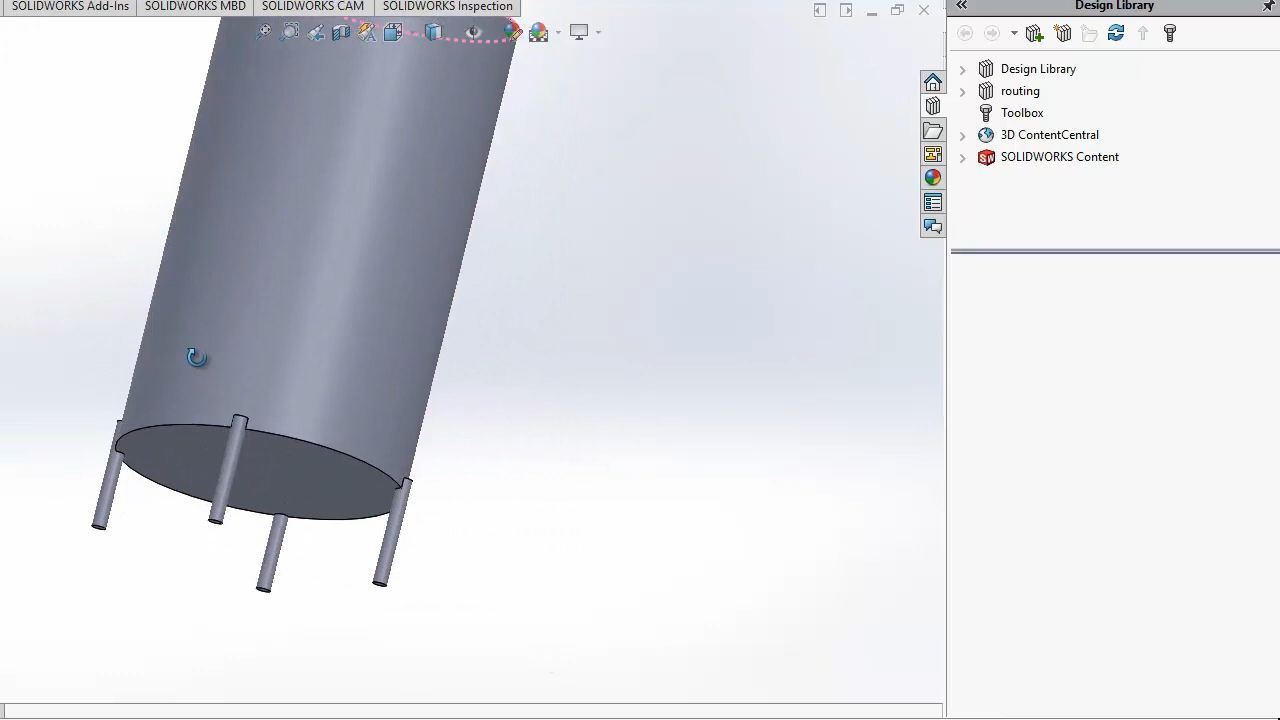 SOLIDWORKS Add-Ins SOLIDWORKS MBD SOLIDWORKS CAM SOLIDWORKS Inspection
Design Library
Design Library
routing
Toolbox
3D ContentCentral
SOLIDWORKS Content